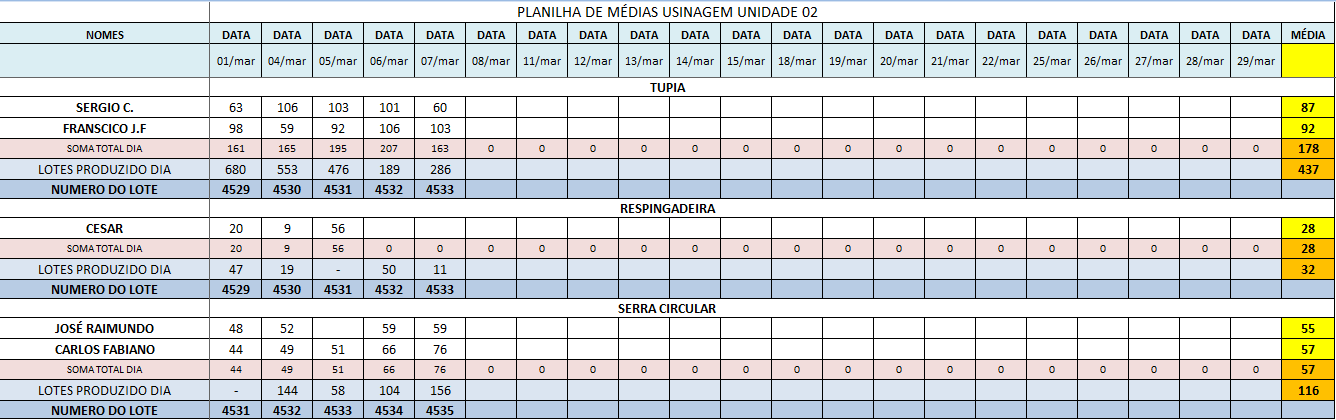 PLANILHA DE MÉDIAS USINAGEM UNIDADE 02
NOMES DATA DATA DATA DATA DATA DATA DATA DATA DATA DATA DATA DATA DATA DATA DATA DATA DATA DATA DATA DATA DATA MÉDIA
01/mar 04/mar 05/mar 06/mar 07/mar 08/mar 11/mar 12/mar 13/mar 14/mar 15/mar 18/mar 19/mar 20/mar 21/mar 22/mar 25/mar 26/mar 27/mar 28/mar 29/mar
TUPIA
SERGIO C. 63 106 103 101 60 87
FRANSCICO J.F 98 59 92 106 103 92
SOMA TOTAL DIA 161 165 195 207 163 0 0 0 0 0 0 0 0 0 0 0 0 0 0 0 0 178
LOTES PRODUZIDO DIA 680 553 476 189 286 437
NUMERO DO LOTE 4529 4530 4531 4532 4533
RESPINGADEIRA
CESAR 20 9 56 28
SOMA TOTAL DIA 20 9 56 0 0 0 0 0 0 0 0 0 0 0 0 0 0 0 0 0 0 28
LOTES PRODUZIDO DIA 47 19 - 50 11 32
NUMERO DO LOTE 4529 4530 4531 4532 4533
SERRA CIRCULAR
JOSÉ RAIMUNDO 48 52 59 59 55
CARLOS FABIANO 44 49 51 66 76 57
SOMA TOTAL DIA 44 49 51 66 76 0 0 0 0 0 0 0 0 0 0 0 0 0 0 0 0 57
LOTES PRODUZIDO DIA - 144 58 104 156 116
NUMERO DO LOTE 4531 4532 4533 4534 4535